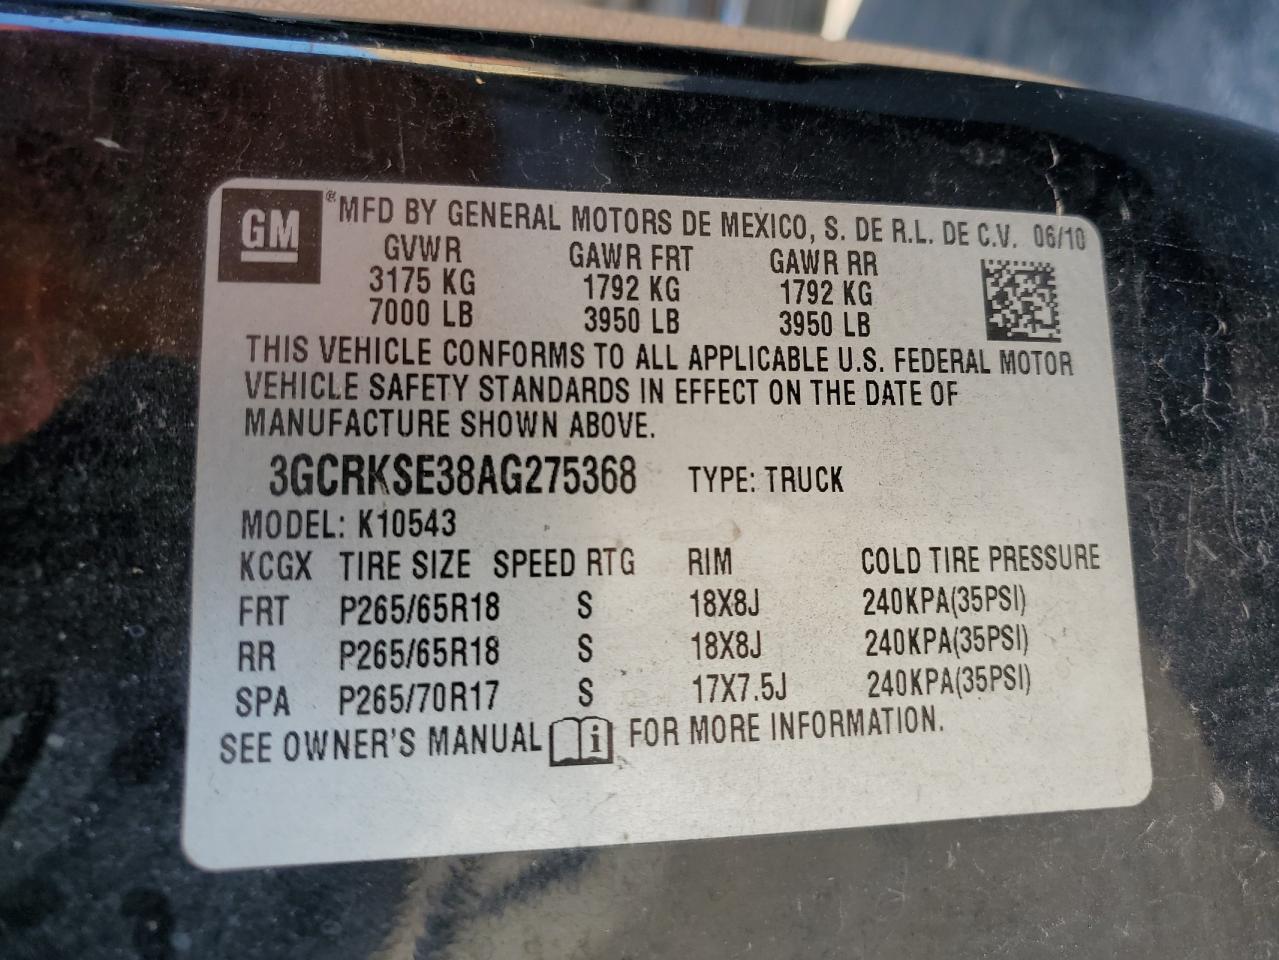 GM ® MFD BY GENERAL MOTORS DE MEXICO, S. DE R.L. DE C.V. 06/10
GVWR GAWR FRT GAWR RR
3175 KG 1792 KG 1792 KG
7000 LB 3950 LB 3950 LB
THIS VEHICLE CONFORMS TO ALL APPLICABLE U.S. FEDERAL MOTOR
VEHICLE SAFETY STANDARDS IN EFFECT ON THE DATE OF
MANUFACTURE SHOWN ABOVE.
3GCRKSE38AG275368 TYPE: TRUCK
MODEL: K10543
KCGX TIRE SIZE SPEED RTG RIM COLD TIRE PRESSURE
FRT P265/65R18 S 18X8J 240KPA(35PSI)
RR P265/65R18 S 18X8J 240KPA(35PSI)
SPA P265/70R17 S 17X7.5J 240KPA(35PSI)
SEE OWNER'S MANUAL i FOR MORE INFORMATION.